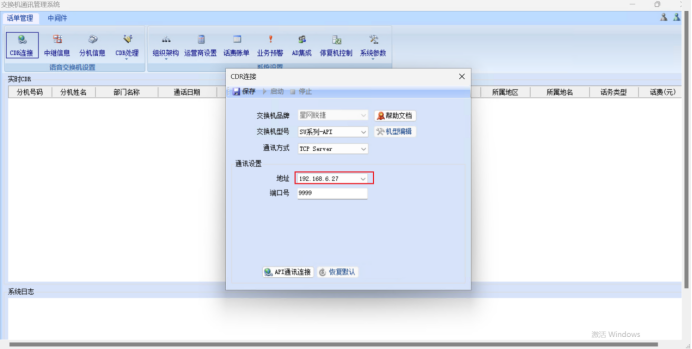 交换机通讯管理系统
话单管理 中间件
CDR连接 中继信息 分机信息 CDR处理 组织架构 运营商设置 话费账单 业务预警 AD集成 停复机控制 系统参数
语音交换机设置 系统设置
实时CDR
分机号码 分机姓名 部门名称 通话日期 所属地区 所属地名 话务类型 话费(元)
CDR连接
保存 启动 停止
交换机品牌 星网锐捷 帮助文档
交换机型号 SU系列-API 机型编辑
通讯方式 TCP Server
通讯设置
地址 192.168.6.27
端口号 9999
API通讯连接 恢复默认
系统日志
激活 Windows